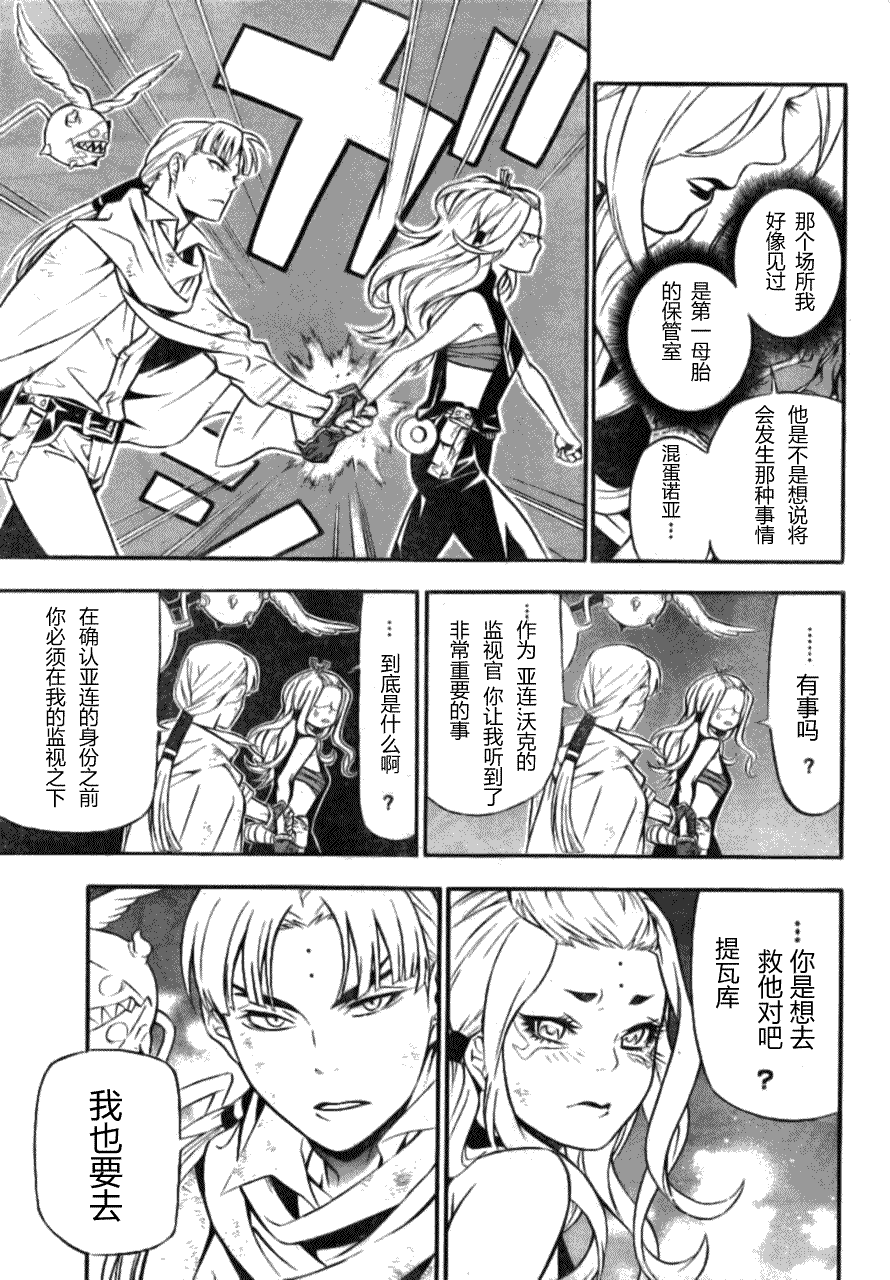 那个场所我
好像见过
是第一母胎
的保管室
他是不是想说将
会发生那种事情
混蛋诺亚…
ガッ
……有事吗？
…作为 亚连·沃克的
监视官 你让我听到了
非常重要的事
…到底是什么啊？
在确认亚连的身份之前
你必须在我的监视之下
…你是想去
救他对吧？
提瓦库
我也要去